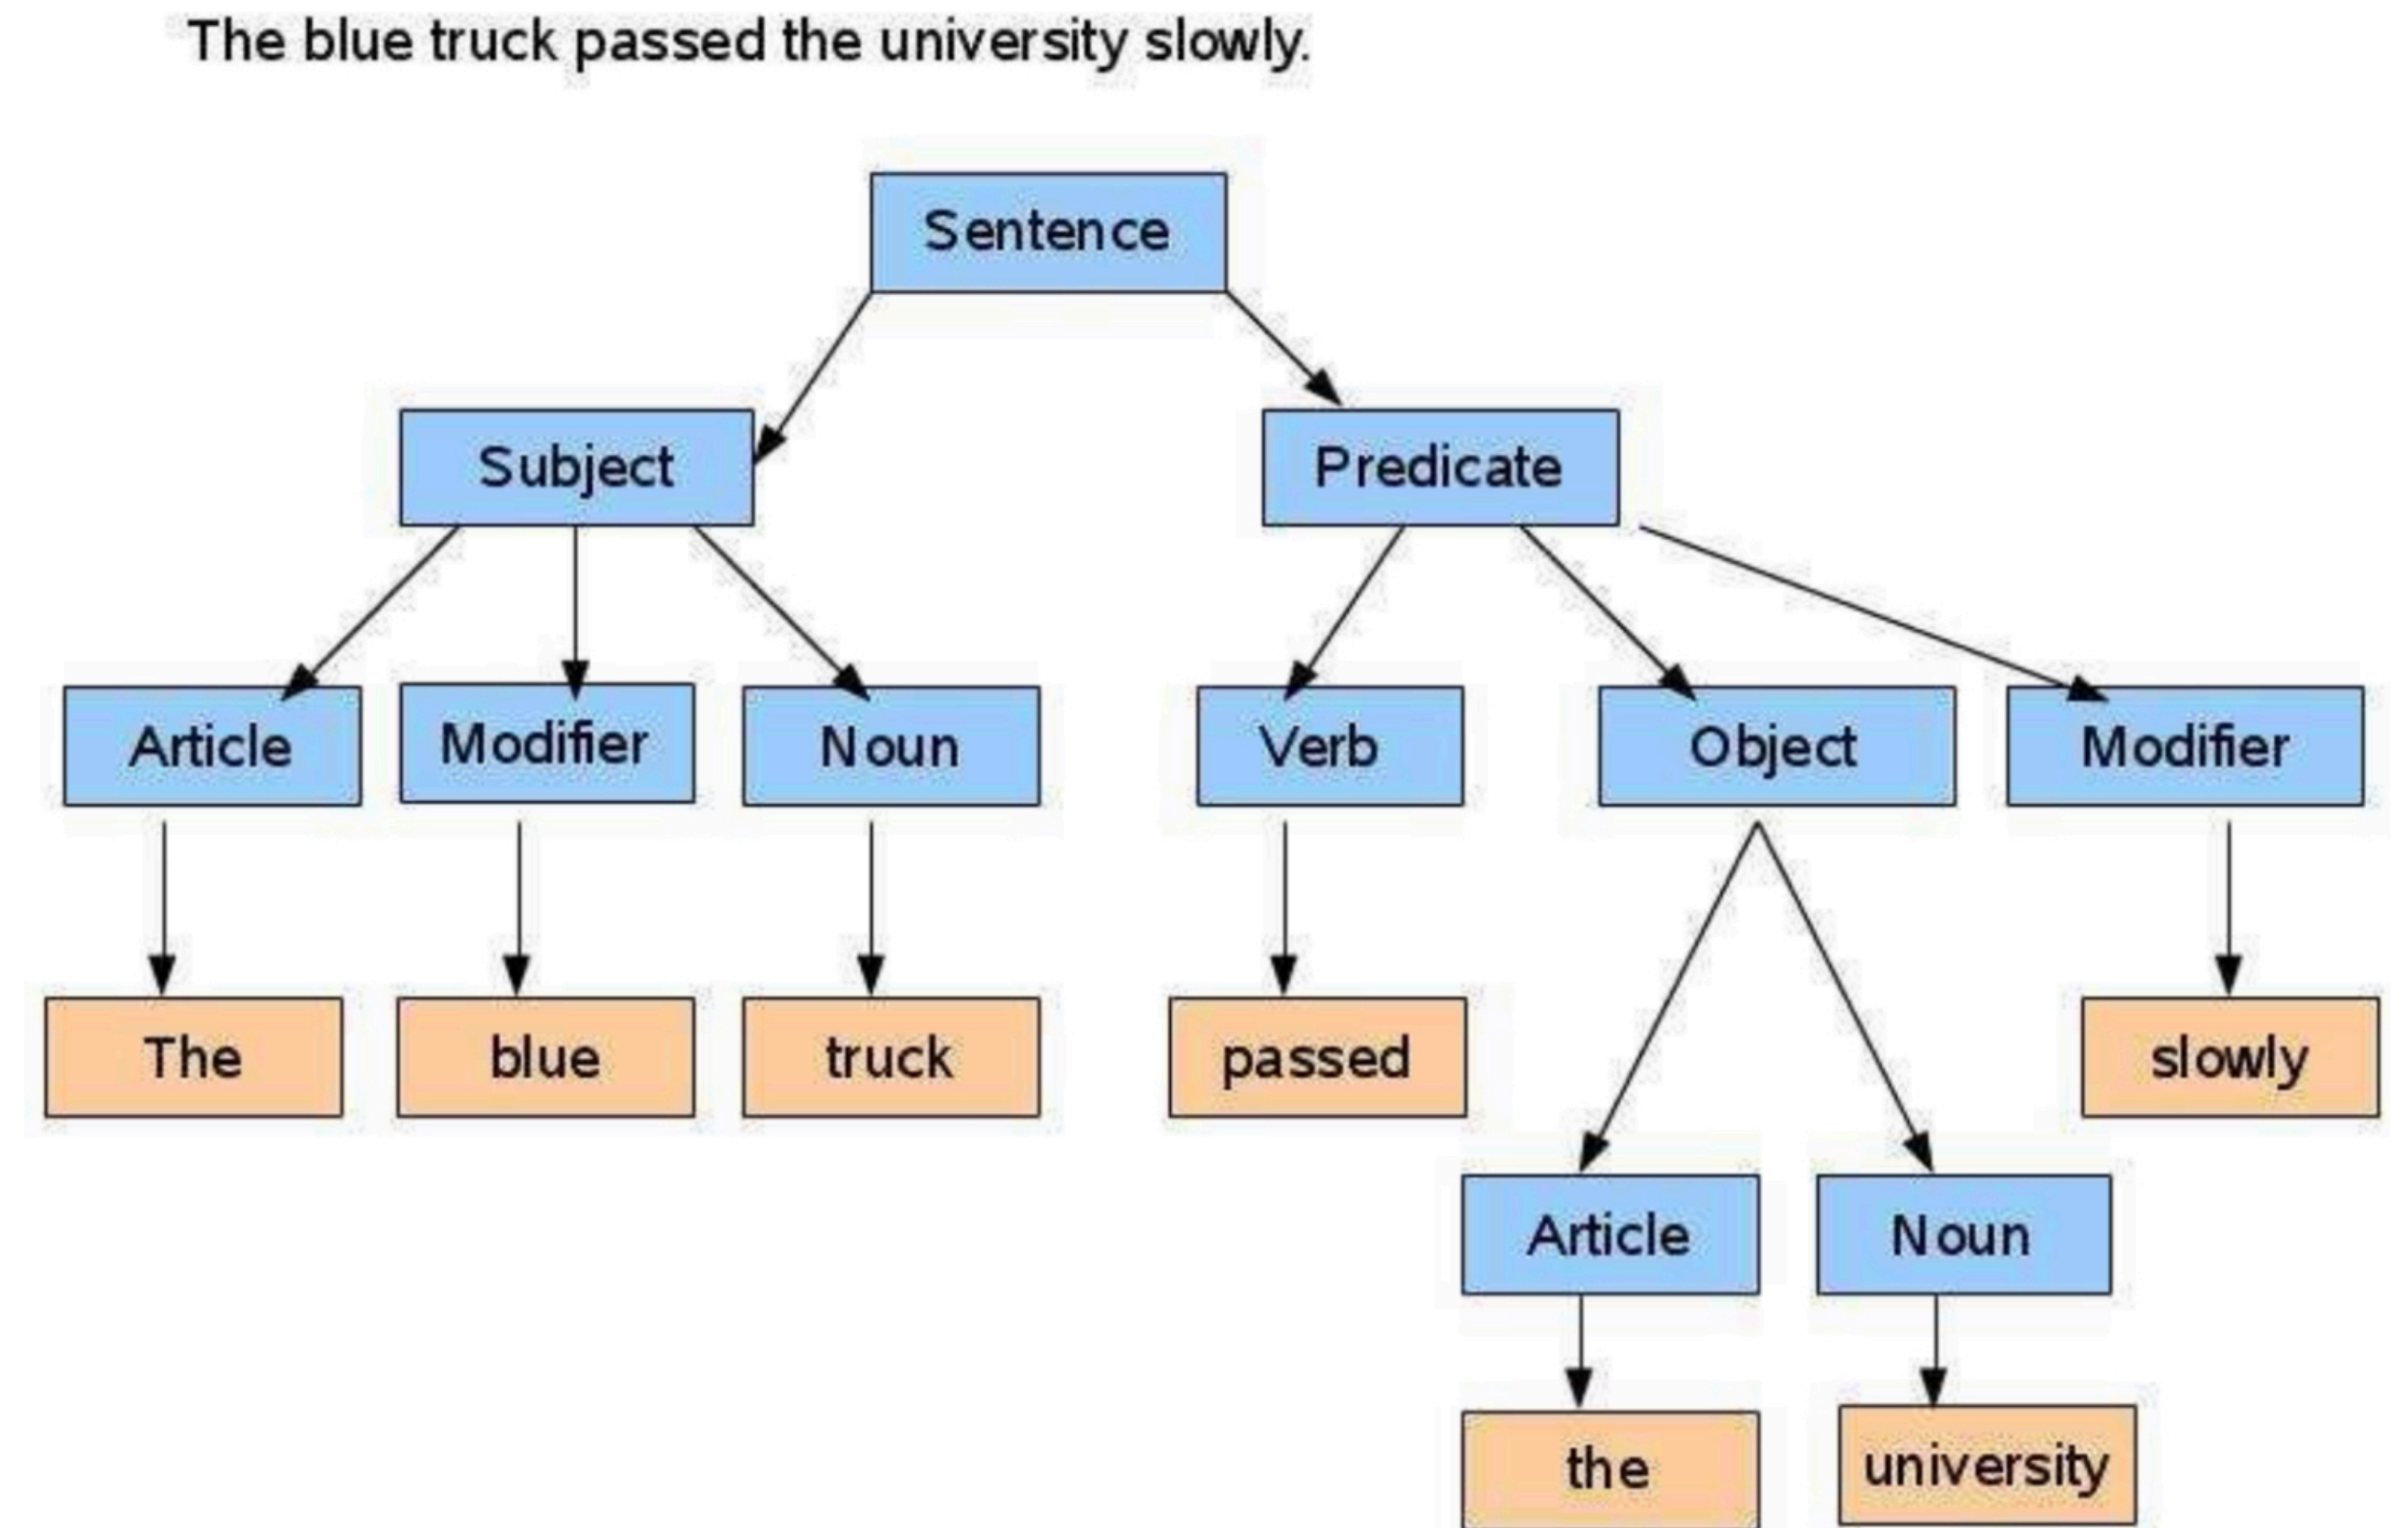 The blue truck passed the university slowly.
Sentence
Subject
Predicate
Article
Modifier
Noun
Verb
Object
Modifier
The
blue
truck
passed
slowly
Article
Noun
the
university